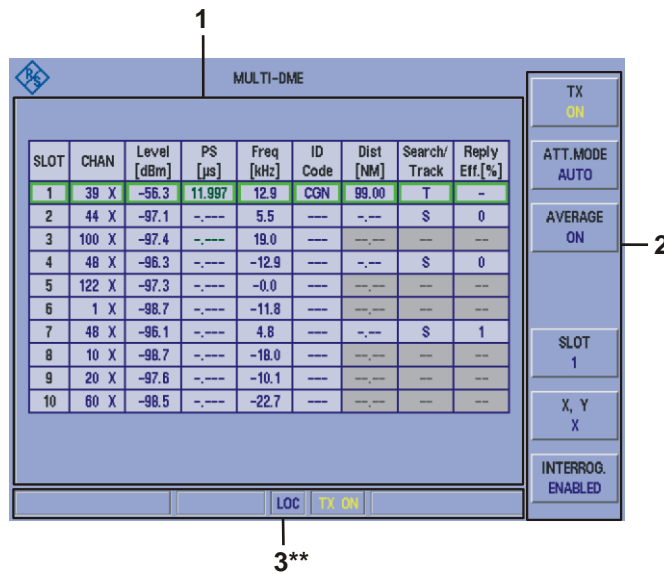 1
R&S
MULTI-DME
SLOT CHAN Level [dBm] PS [µs] Freq [kHz] ID Code Dist [NM] Search/ Track Reply Eff.[%]
1 39 X -56.3 11.997 12.9 CGN 99.00 T -
2 44 X -97.1 -.--- 5.5 --- -.-- S 0
3 100 X -97.4 -.--- 19.0 --- --.-- -- --
4 48 X -96.3 -.--- -12.9 --- -.-- S 0
5 122 X -97.3 -.--- -0.0 --- --.-- -- --
6 1 X -98.7 -.--- -11.8 --- --.-- -- --
7 48 X -96.1 -.--- 4.8 --- -.-- S 1
8 10 X -98.7 -.--- -18.0 --- --.-- -- --
9 20 X -97.6 -.--- -10.1 --- --.-- -- --
10 60 X -98.5 -.--- -22.7 --- --.-- -- --
TX
ON
ATT.MODE
AUTO
AVERAGE
ON
2
SLOT
1
X, Y
X
INTERROG.
ENABLED
LOC TX ON
3**